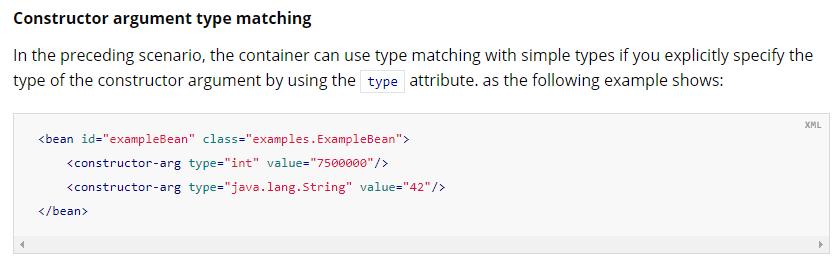 Constructor argument type matching
In the preceding scenario, the container can use type matching with simple types if you explicitly specify the
type of the constructor argument by using the type attribute. as the following example shows:
XML
<bean id="exampleBean" class="examples.ExampleBean">
    <constructor-arg type="int" value="7500000"/>
    <constructor-arg type="java.lang.String" value="42"/>
</bean>